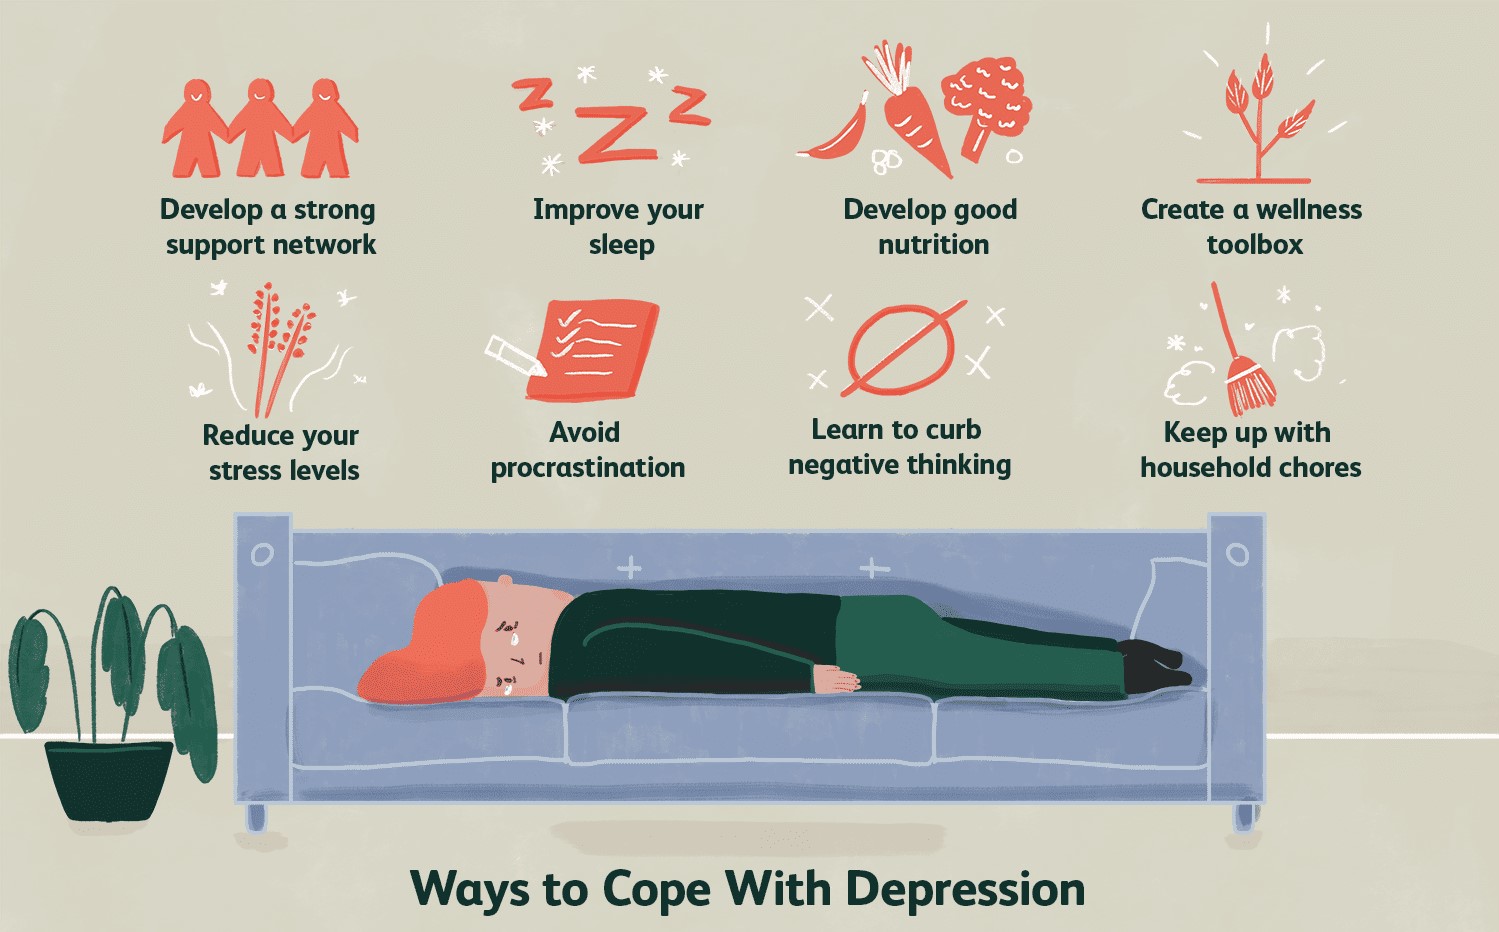 Develop a strong
support network
Improve your
sleep
Develop good
nutrition
Create a wellness
toolbox
Reduce your
stress levels
Avoid
procrastination
Learn to curb
negative thinking
Keep up with
household chores
Ways to Cope With Depression